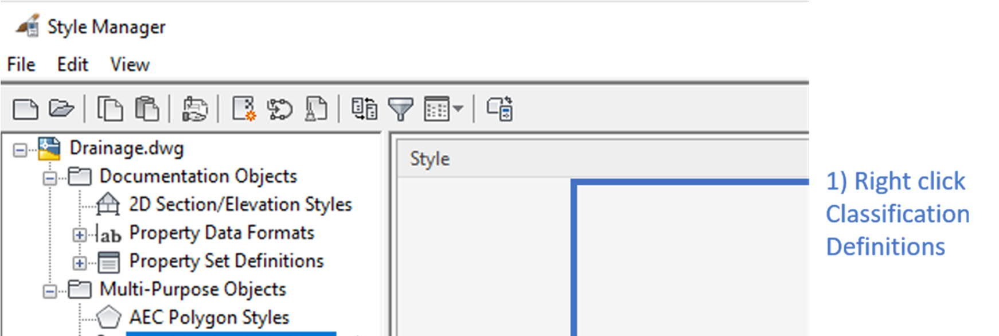 Style Manager
File Edit View
Drainage.dwg
Style
Documentation Objects
2D Section/Elevation Styles
ab Property Data Formats
Property Set Definitions
Multi-Purpose Objects
AEC Polygon Styles
1) Right click
Classification
Definitions